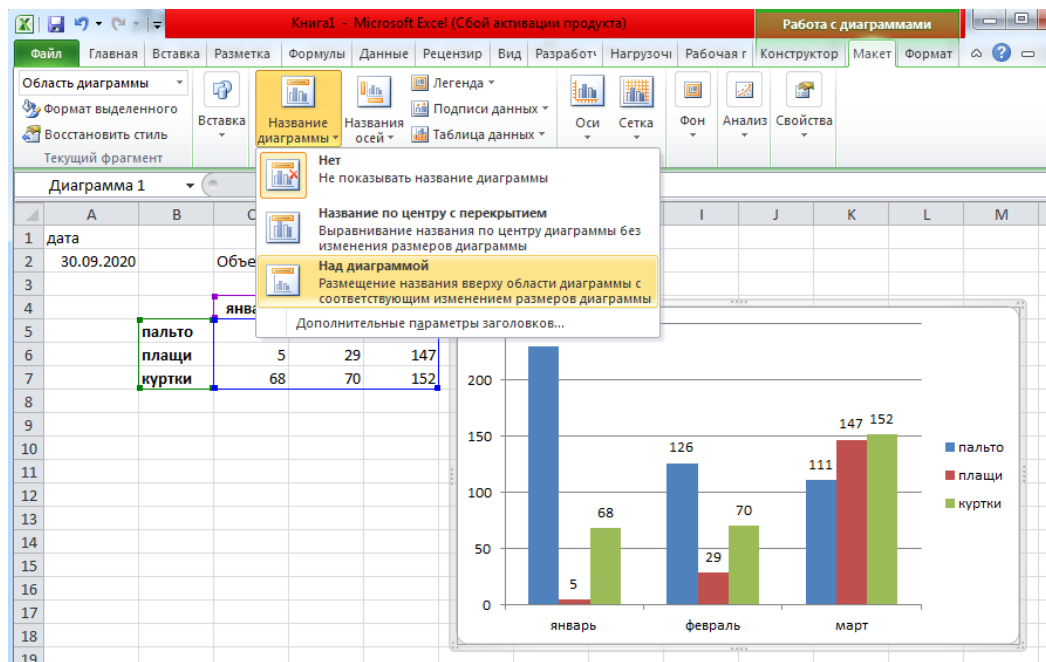 Книга1 - Microsoft Excel (Сбой активации продукта)
Работа с диаграммами
Файл Главная Вставка Разметка Формулы Данные Рецензир Вид Разработч Нагрузочн Рабочая г Конструктор Макет Формат
Область диаграммы
Формат выделенного
Восстановить стиль
Текущий фрагмент
Вставка
Название диаграммы
Названия осей
Легенда
Подписи данных
Таблица данных
Оси
Сетка
Фон
Анализ
Свойства
Диаграмма 1
Нет
Не показывать название диаграммы
Название по центру с перекрытием
Выравнивание названия по центру диаграммы без
изменения размеров диаграммы
Над диаграммой
Размещение названия вверху области диаграммы с
соответствующим изменением размеров диаграммы
Дополнительные параметры заголовков...
A B C I J K L M
1 дата
2 30.09.2020 Объе
3
4 янва
5 пальто
6 плащи 5 29 147
7 куртки 68 70 152
8
9
10
11
12
13
14
15
16
17
18
19
200
150
100
50
0
5
68
126
29
70
111
147
152
январь
февраль
март
пальто
плащи
куртки